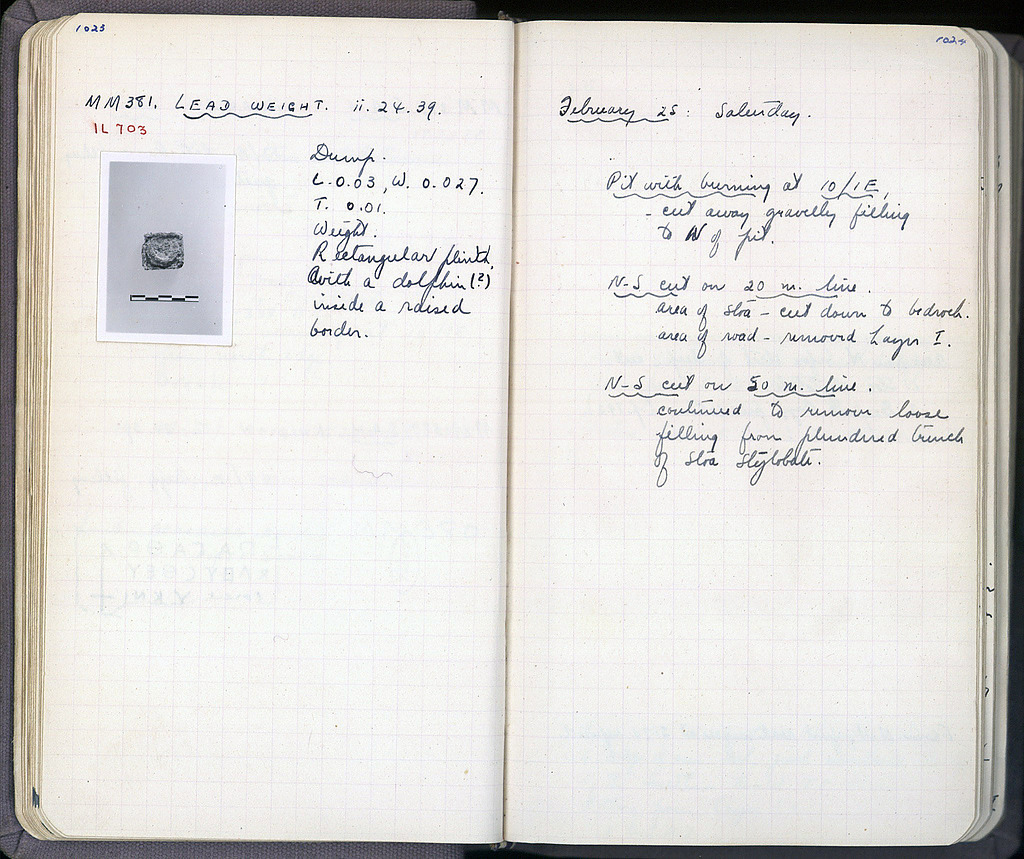 1023
MM381. LEAD WEIGHT. ii.24.39.
IL 703
Dump.
L. 0.03, W. 0.027.
T. 0.01.
Weight.
Rectangular plinth,
with a dolphin (?)
inside a raised
border.
1024
February 25: Saturday.
Pit with burning at 10/IE,
- cut away gravelly filling
to N of pit.
N-S cut on 20 m. line.
area of Stoa - cut down to bedrock.
area of road - removed Layer I.
N-S cut on 50 m. line.
continued to remove loose
filling from plundered trench
of Stoa Stylobate.